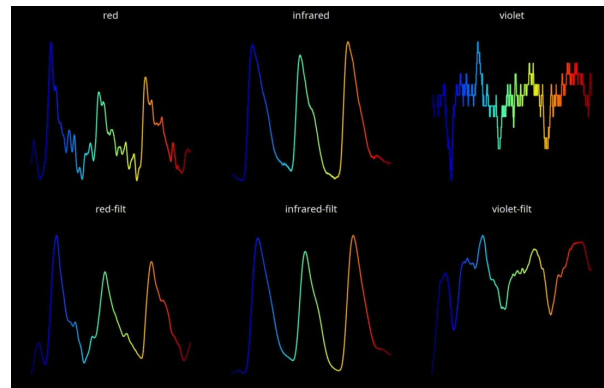 red
infrared
violet
red-filt
infrared-filt
violet-filt